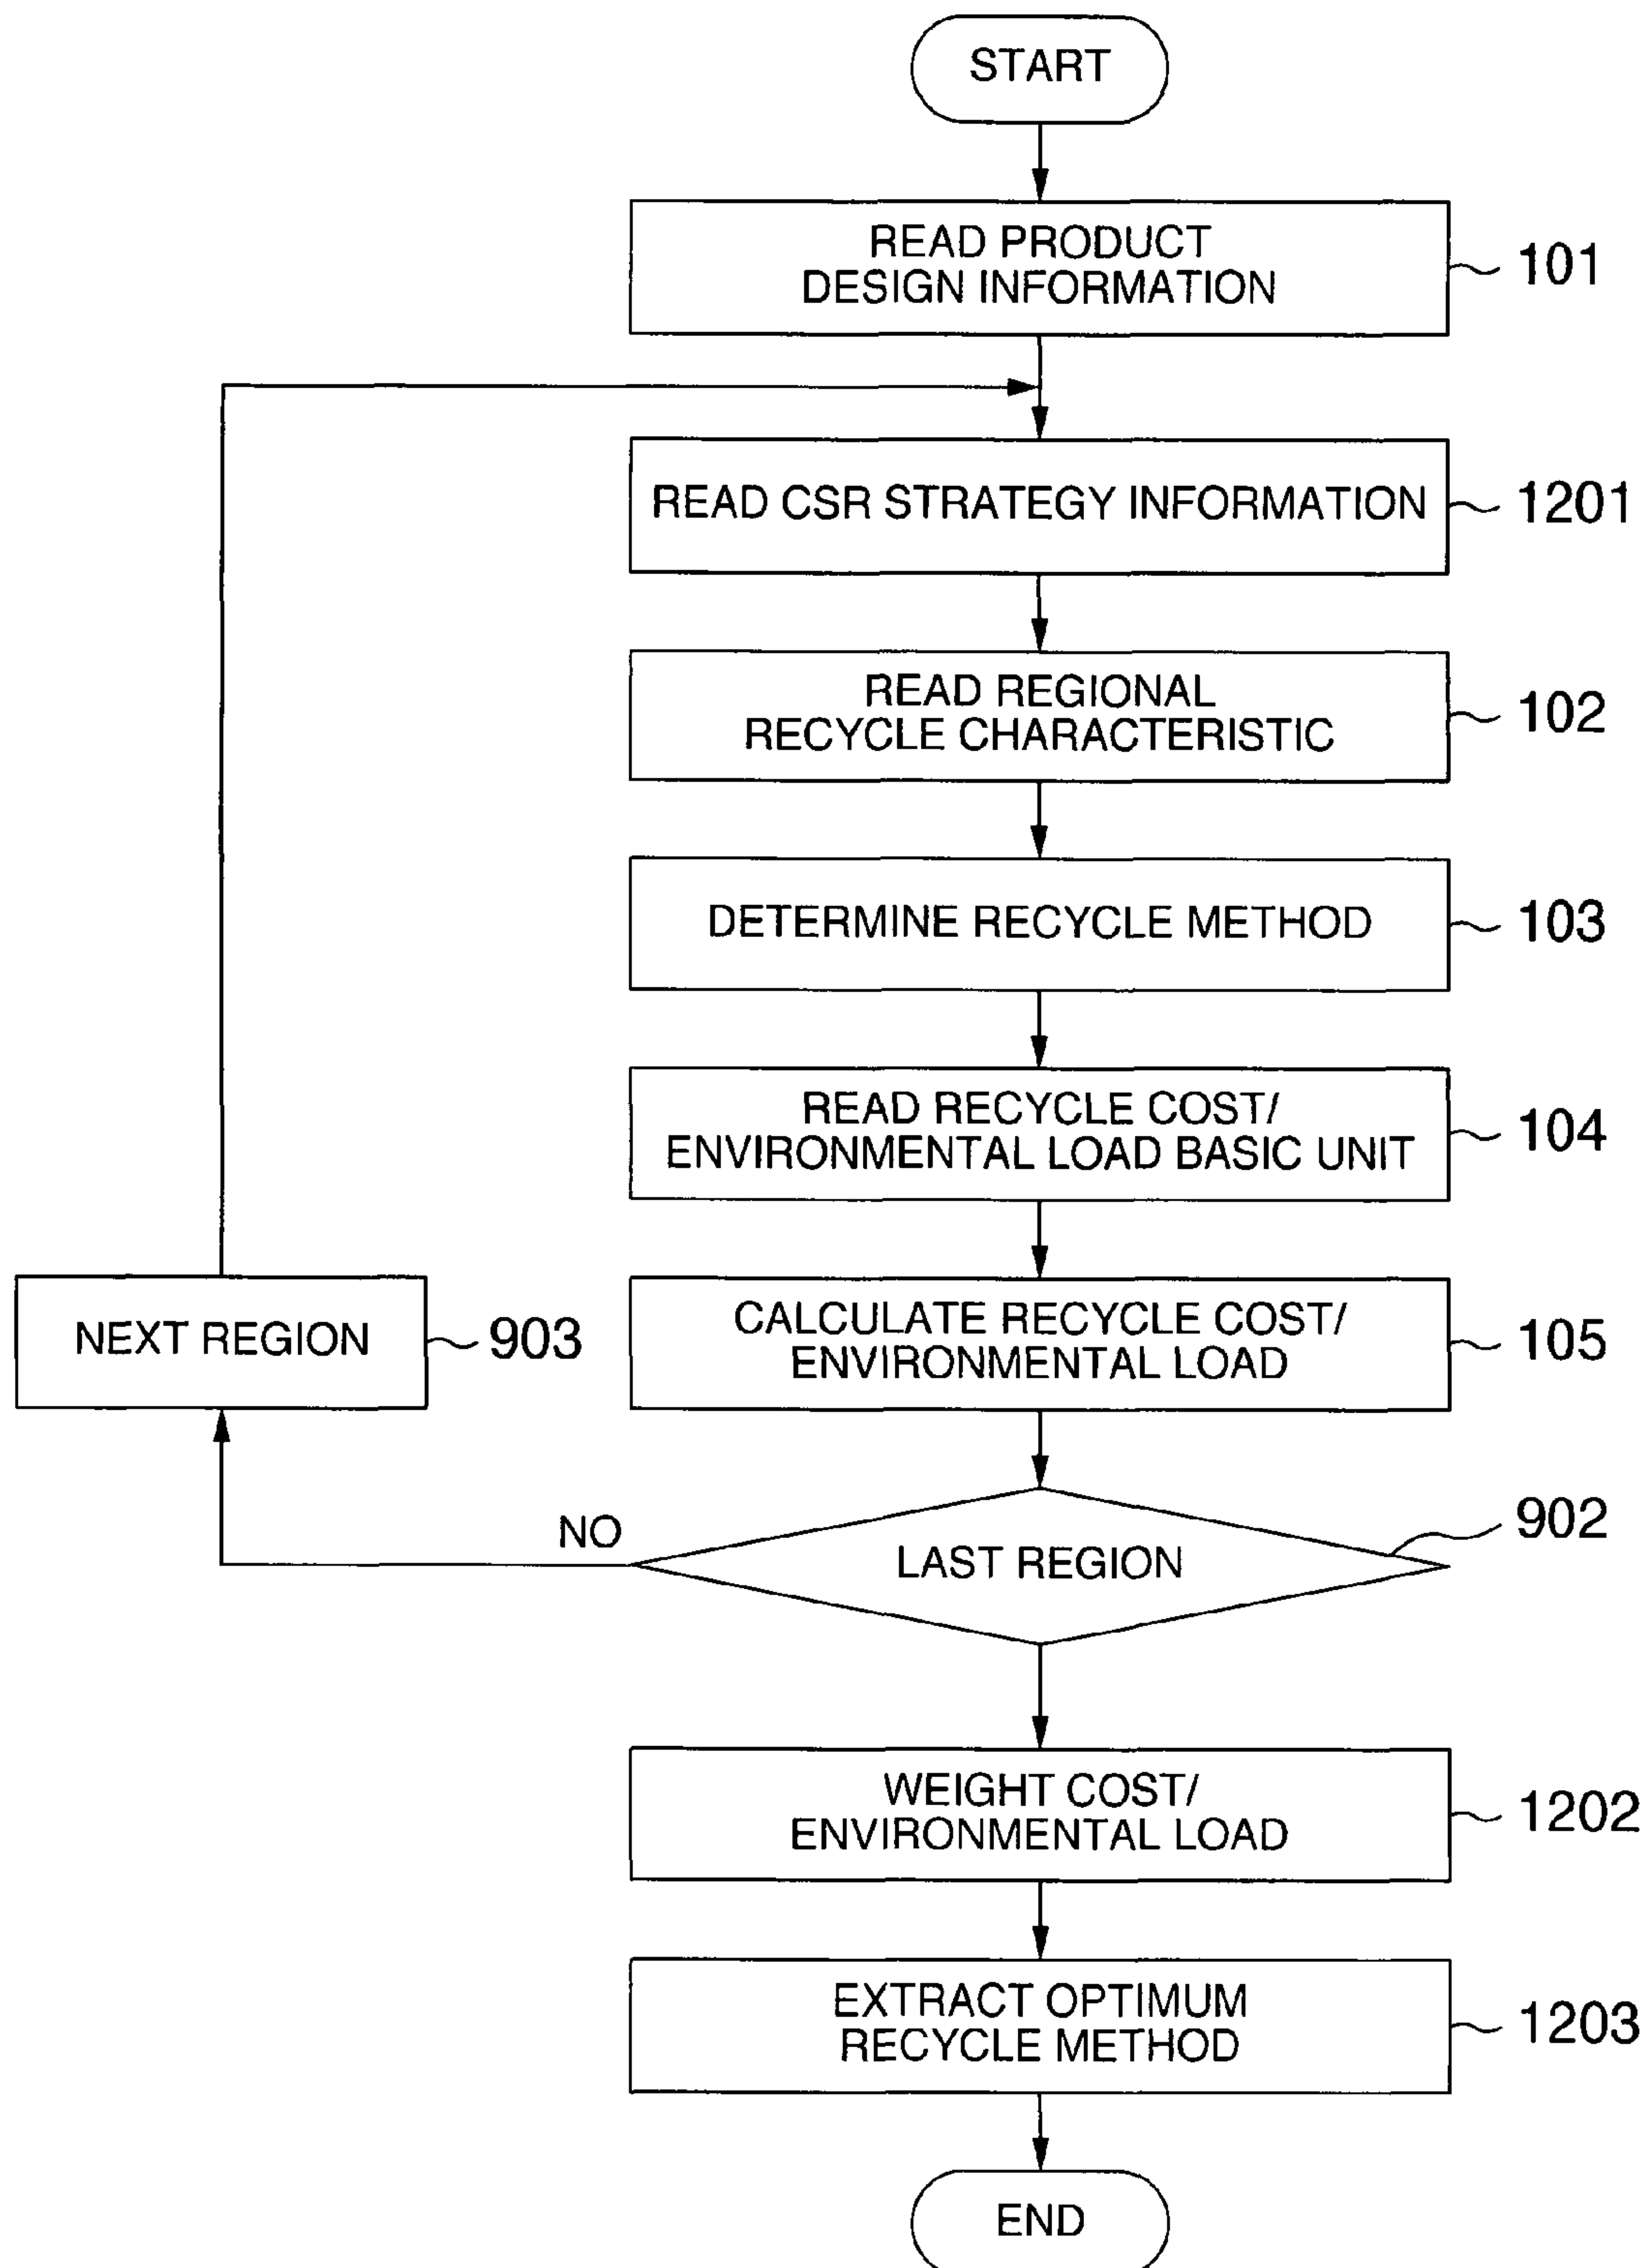 START
READ PRODUCT
DESIGN INFORMATION
101
READ CSR STRATEGY INFORMATION
1201
READ REGIONAL
RECYCLE CHARACTERISTIC
102
DETERMINE RECYCLE METHOD
103
READ RECYCLE COST/
ENVIRONMENTAL LOAD BASIC UNIT
104
NEXT REGION
903
CALCULATE RECYCLE COST/
ENVIRONMENTAL LOAD
105
NO
LAST REGION
902
WEIGHT COST/
ENVIRONMENTAL LOAD
1202
EXTRACT OPTIMUM
RECYCLE METHOD
1203
END